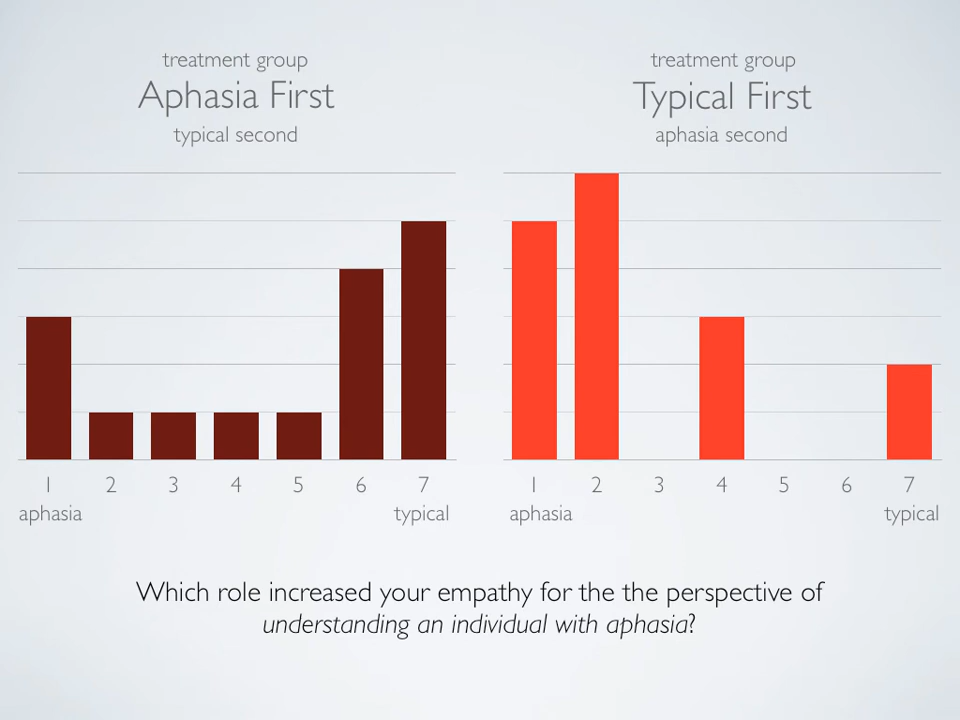 treatment group
Aphasia First
typical second
1 2 3 4 5 6 7
aphasia typical
treatment group
Typical First
aphasia second
1 2 3 4 5 6 7
aphasia typical
Which role increased your empathy for the the perspective of
understanding an individual with aphasia?